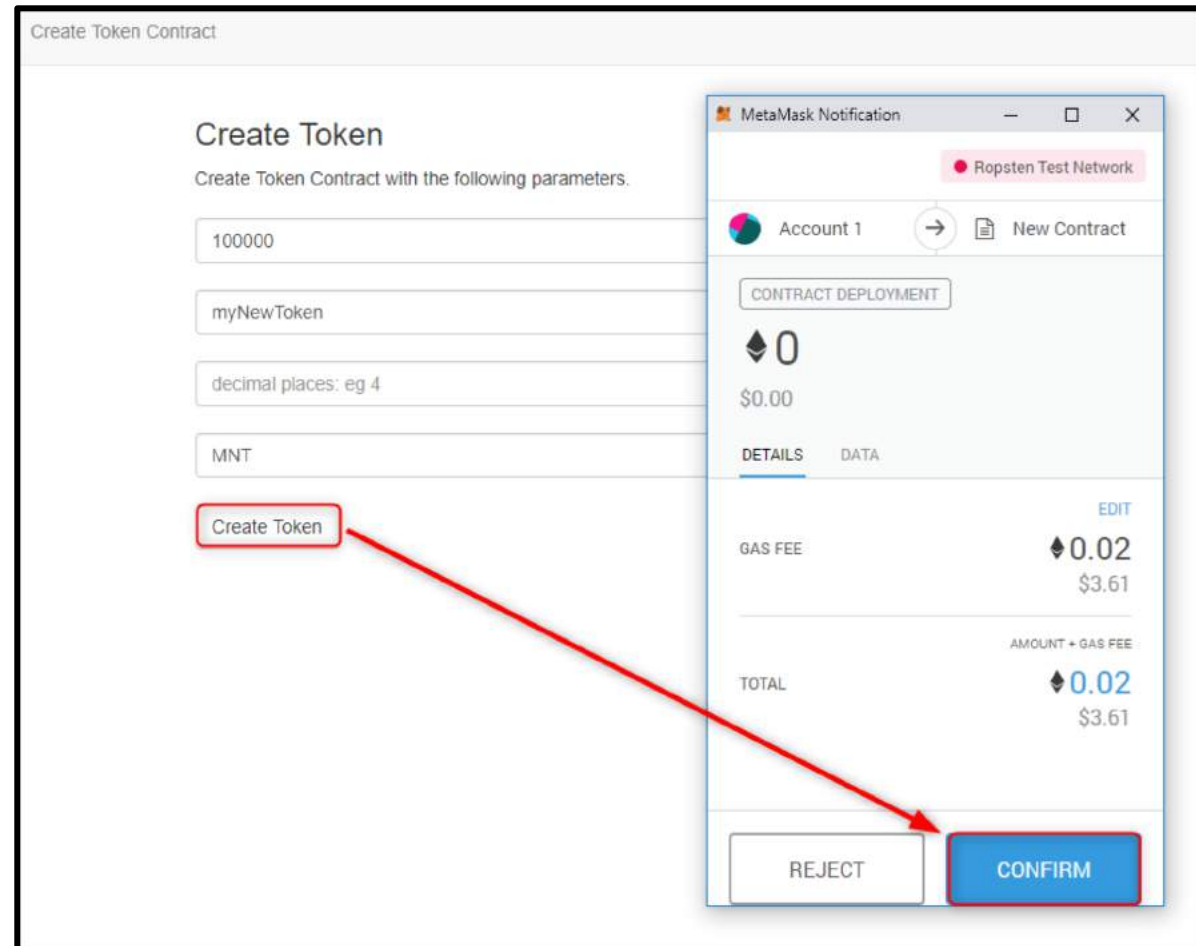 Create Token Contract
Create Token
Create Token Contract with the following parameters.
100000
myNewToken
decimal places: eg 4
MNT
Create Token
MetaMask Notification
Ropsten Test Network
Account 1
New Contract
CONTRACT DEPLOYMENT
0
$0.00
DETAILS DATA
EDIT
GAS FEE 0.02
$3.61
AMOUNT + GAS FEE
TOTAL 0.02
$3.61
REJECT CONFIRM